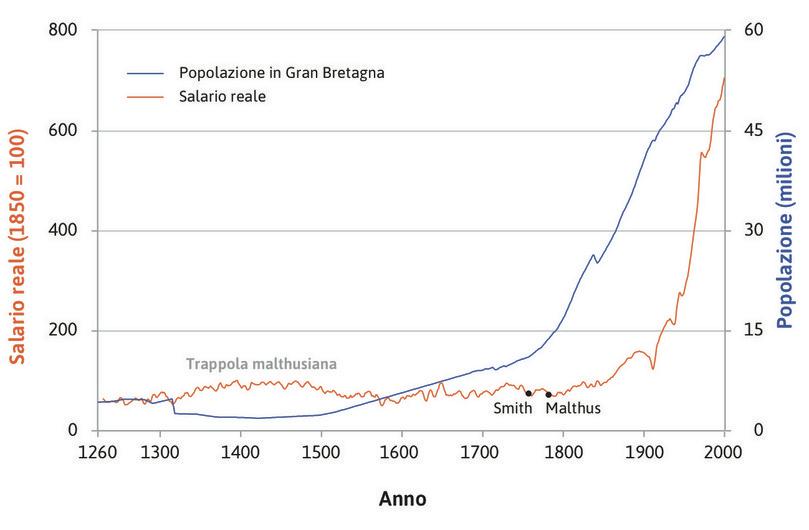 800
600
400
200
0
Salario reale (1850 = 100)
Popolazione in Gran Bretagna
Salario reale
Trappola malthusiana
Smith
Malthus
60
45
30
15
0
Popolazione (milioni)
1260 1300 1400 1500 1600 1700 1800 1900 2000
Anno